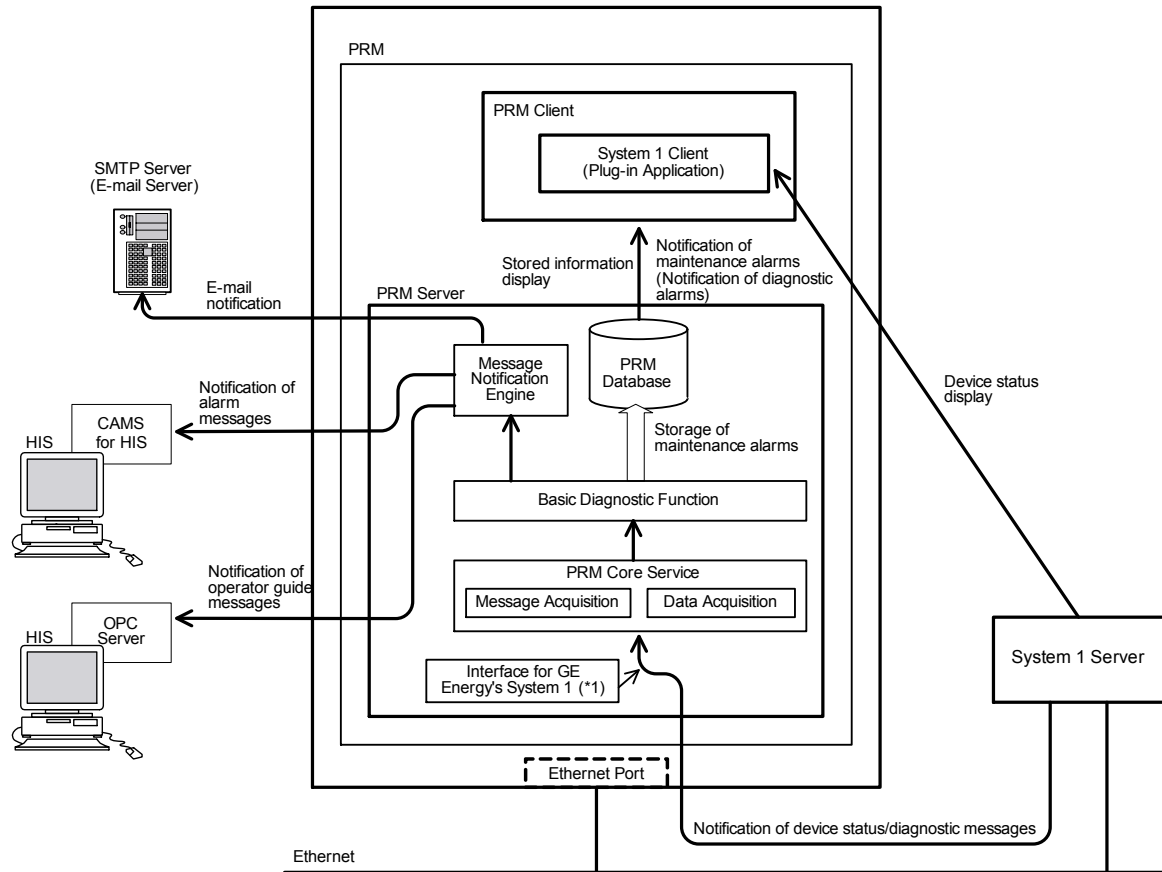 PRM
PRM Client
System 1 Client
(Plug-in Application)
SMTP Server
(E-mail Server)
Stored information
display
Notification of
maintenance alarms
(Notification of diagnostic
alarms)
E-mail
notification
PRM Server
Message
Notification
Engine
PRM
Database
Device status
display
Notification of
alarm
messages
HIS
CAMS
for HIS
Storage of
maintenance alarms
Basic Diagnostic Function
PRM Core Service
Message Acquisition
Data Acquisition
Notification of
operator guide
messages
HIS
OPC
Server
Interface for GE
Energy's System 1 (*1)
System 1 Server
Ethernet Port
Notification of device status/diagnostic messages
Ethernet